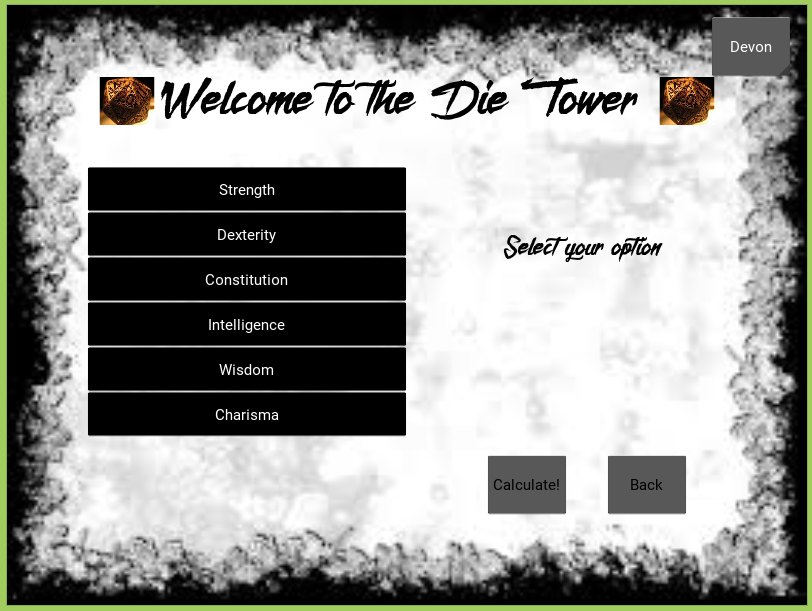 Devon
Welcome To The Die Tower
Strength
Dexterity
Select your option
Constitution
Intelligence
Wisdom
Charisma
Calculate!
Back